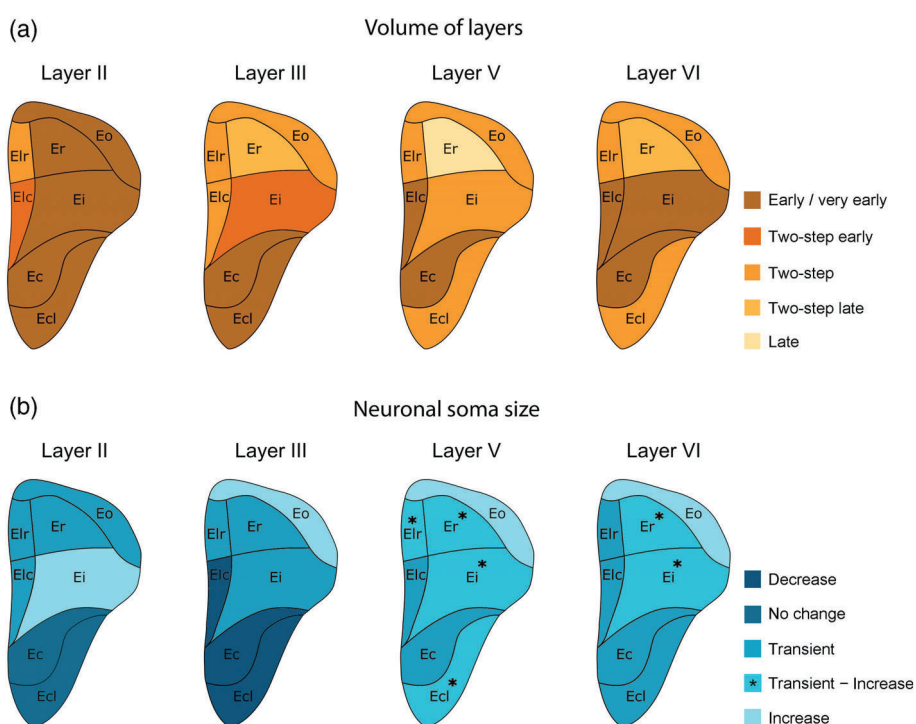 (a)
Volume of layers
Layer II
Layer III
Layer V
Layer VI
Eo
Er
Elr
Elc
Ei
Ec
Ecl
Eo
Er
Elr
Elc
Ei
Ec
Ecl
Eo
Er
Elr
Elc
Ei
Ec
Ecl
Eo
Er
Elr
Elc
Ei
Ec
Ecl
Early / very early
Two-step early
Two-step
Two-step late
Late
(b)
Neuronal soma size
Layer II
Layer III
Layer V
Layer VI
Eo
Er
Elr
Elc
Ei
Ec
Ecl
Eo
Er
Elr
Elc
Ei
Ec
Ecl
Eo
*
*
Er
Elr
*
Elc
Ei
Ec
*
Ecl
Eo
*
Er
Elr
*
Elc
Ei
Ec
Ecl
Decrease
No change
Transient
* Transient – Increase
Increase